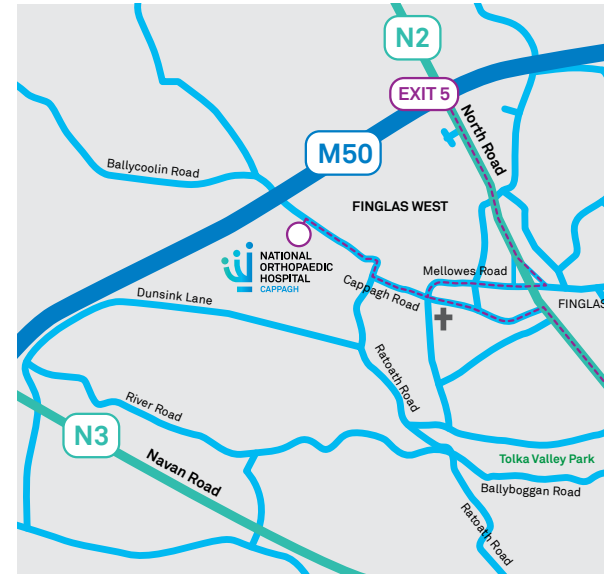 N2
EXIT 5
North Road
M50
Ballycoolin Road
FINGLAS WEST
NATIONAL
ORTHOPAEDIC
HOSPITAL
CAPPAGH
Mellowes Road
Cappagh Road
Dunsink Lane
FINGLAS
Ratoath Road
River Road
N3
Navan Road
Tolka Valley Park
Ballyboggan Road
Ratoath Road